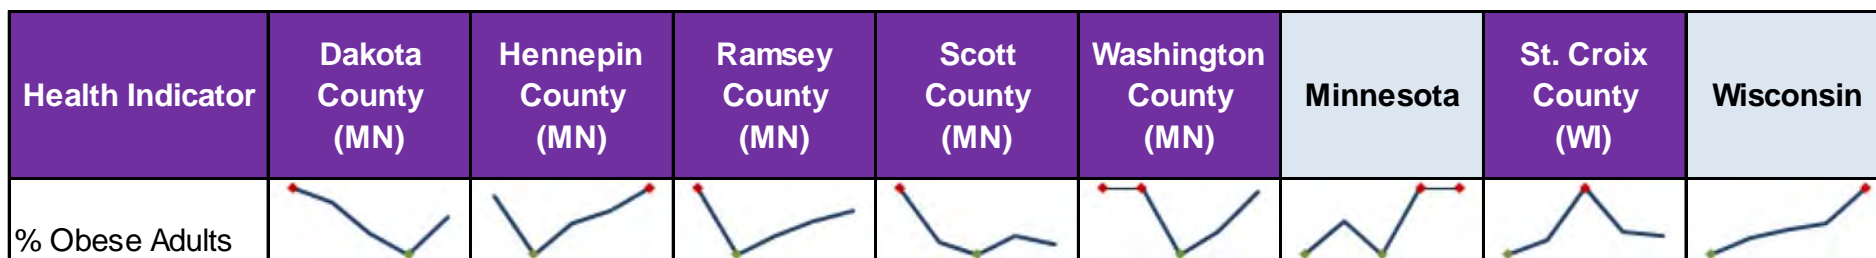 Health Indicator
Dakota
County
(MN)
Hennepin
County
(MN)
Ramsey
County
(MN)
Scott
County
(MN)
Washington
County
(MN)
Minnesota
St. Croix
County
(WI)
Wisconsin
% Obese Adults